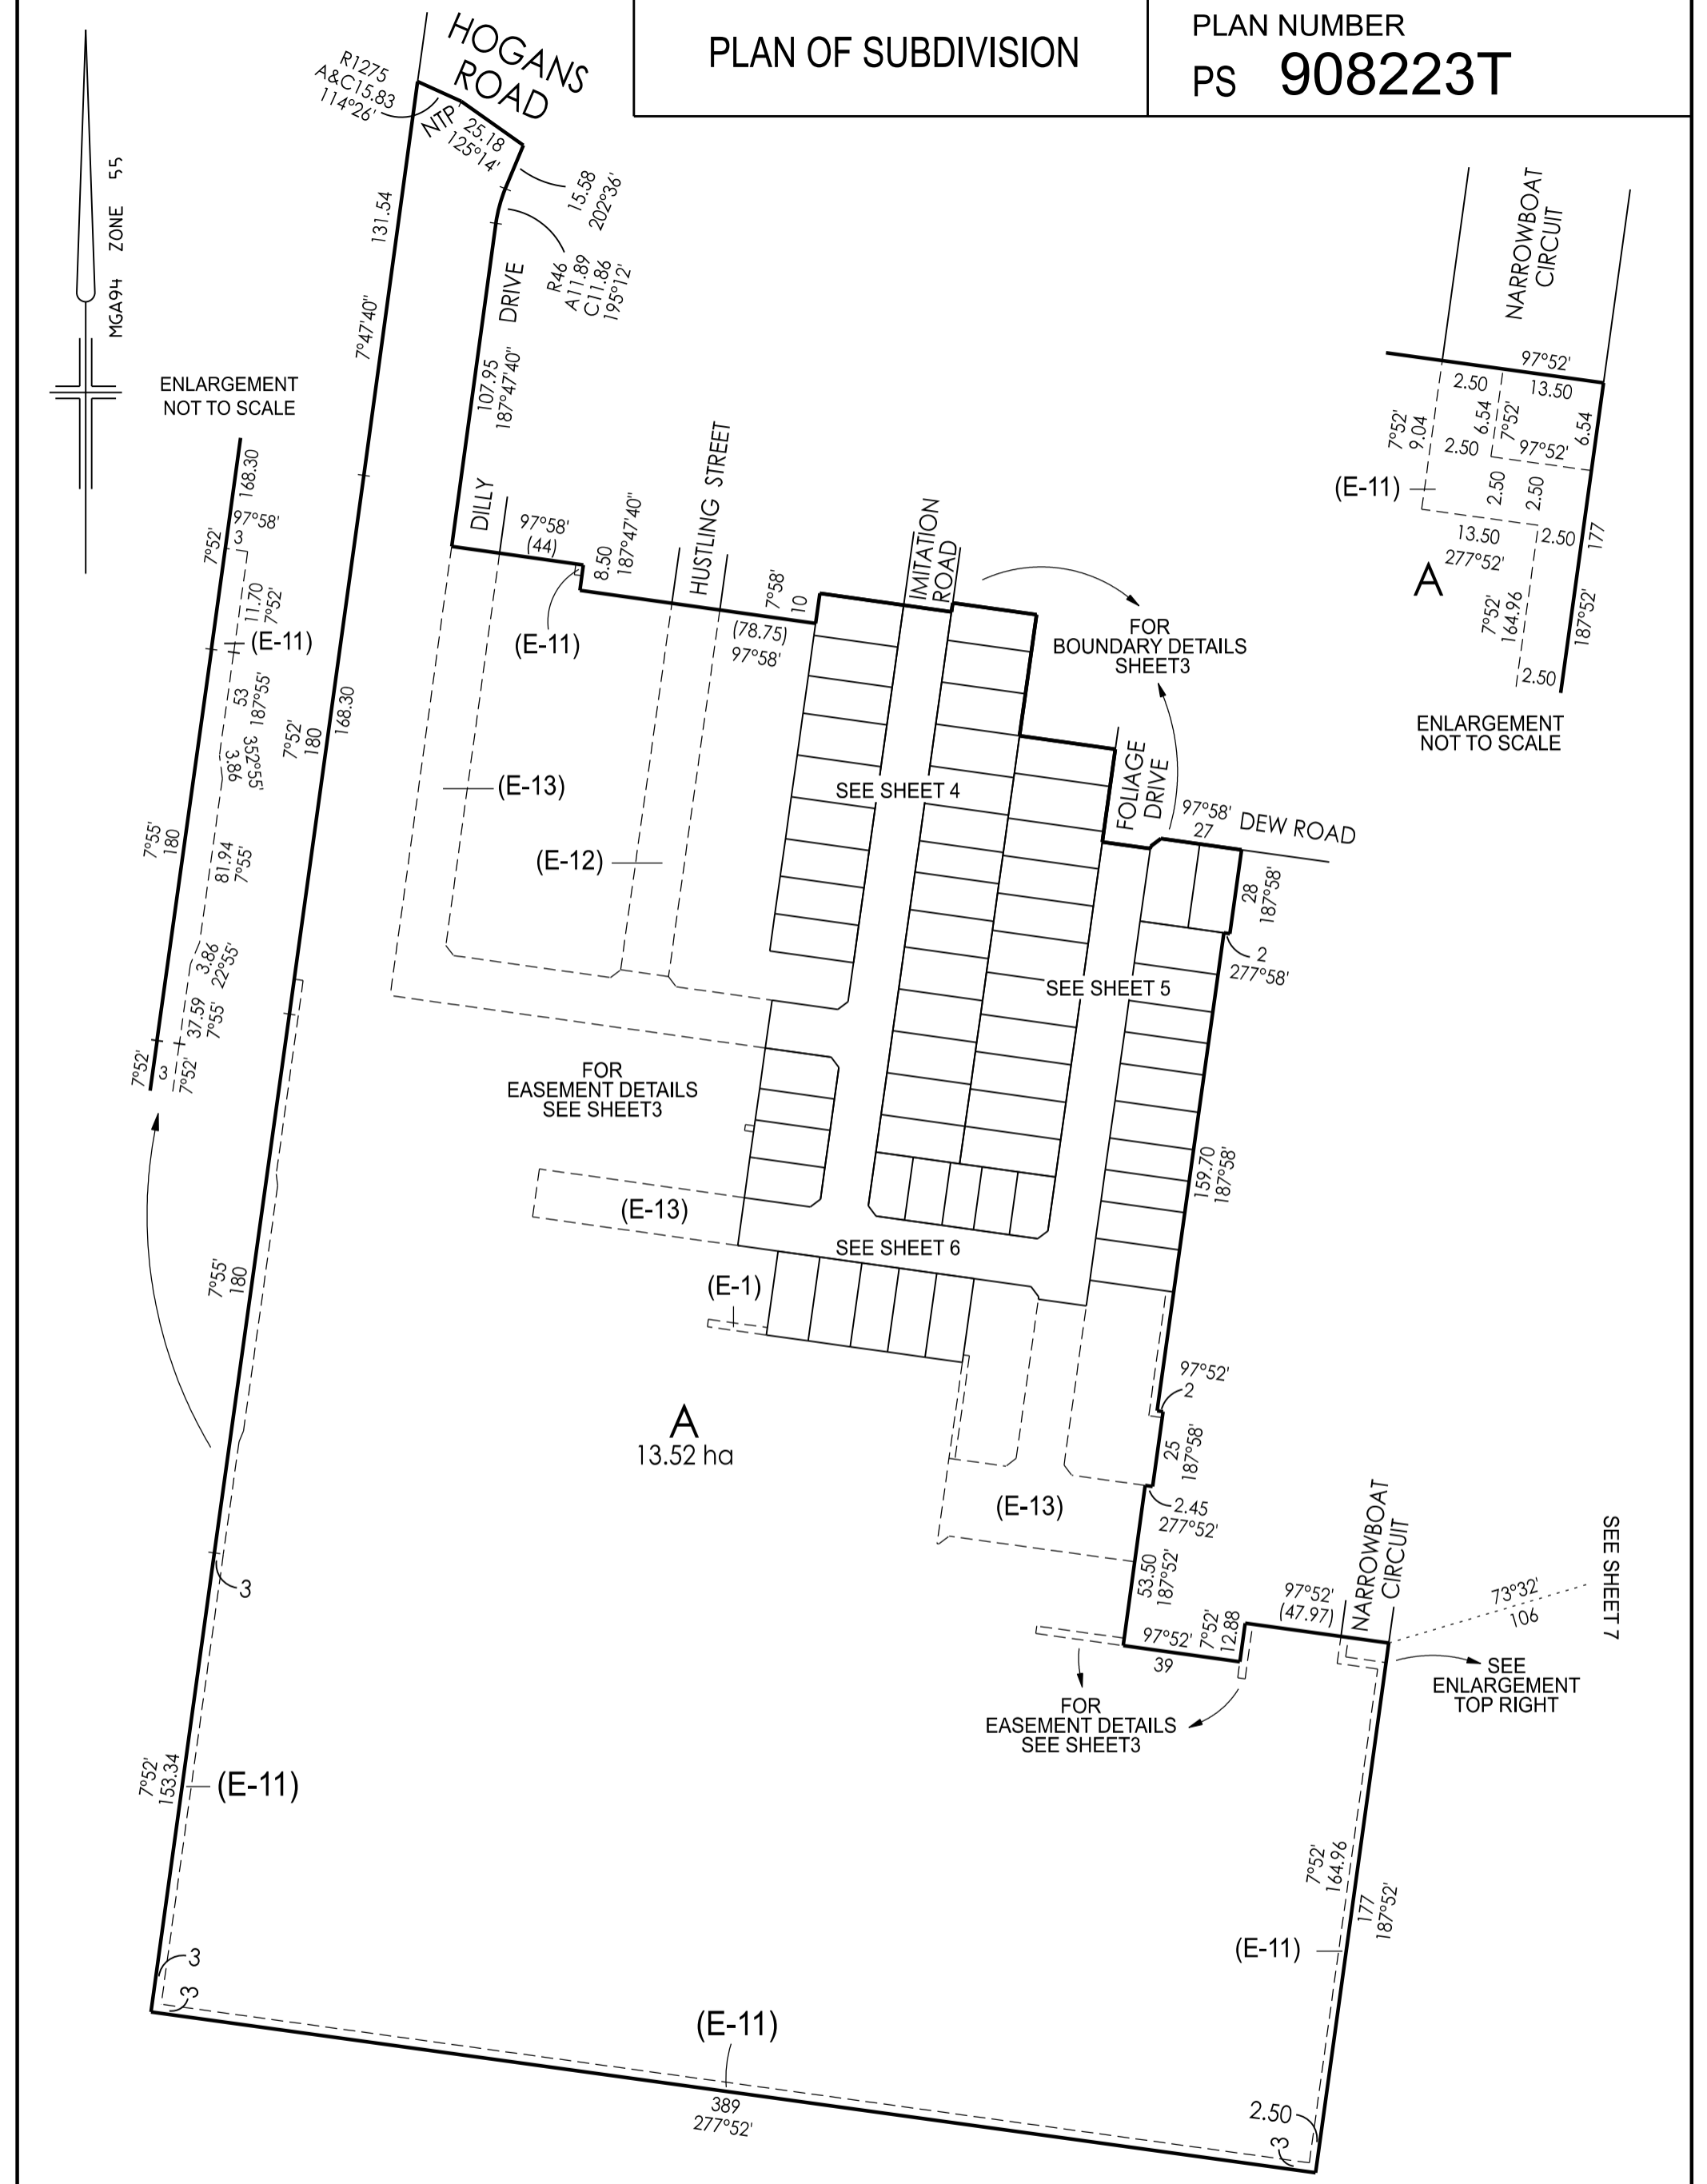 PLAN OF SUBDIVISION
PLAN NUMBER
PS 908223T
MGA94 ZONE 55
HOGANS
ROAD
R1275
A&C15.83
114°26'
NTP
25.18
125°14'
15.58
202°36'
R46
A11.89
C11.86
195°12'
131.54
7°47'40"
DILLY DRIVE
107.95
187°47'40"
ENLARGEMENT
NOT TO SCALE
168.30
97°58'
3
7°52'
11.70
7°52'
(E-11)
53
187°55'
3.86
352°55'
7°55'
180
81.94
7°55'
3.86
22°55'
37.59
7°55'
7°52'
3
7°52'
7°52'
180
168.30
97°58'
(44)
8.50
187°47'40"
(E-11)
HUSTLING STREET
7°58'
10
(78.75)
97°58'
IMITATION
ROAD
FOR
BOUNDARY DETAILS
SHEET3
NARROWBOAT
CIRCUIT
97°52'
2.50
13.50
7°52'
9.04
6.54
7°52'
6.54
2.50
97°52'
(E-11)
2.50
2.50
13.50
2.50
277°52'
177
187°52'
A
7°52'
164.96
2.50
ENLARGEMENT
NOT TO SCALE
(E-13)
(E-12)
SEE SHEET 4
FOLIAGE
DRIVE
97°58'
27
DEW ROAD
28
187°58'
2
277°58'
SEE SHEET 5
FOR
EASEMENT DETAILS
SEE SHEET3
159.70
187°58'
(E-13)
SEE SHEET 6
(E-1)
7°55'
180
97°52'
2
25
187°58'
A
13.52 ha
(E-13)
2.45
277°52'
53.50
187°52'
3
97°52'
39
7°52'
12.88
97°52'
(47.97)
NARROWBOAT
CIRCUIT
73°32'
106
SEE SHEET 7
SEE
ENLARGEMENT
TOP RIGHT
FOR
EASEMENT DETAILS
SEE SHEET3
7°52'
153.34
(E-11)
7°52'
164.96
177
187°52'
(E-11)
3
3
(E-11)
389
277°52'
2.50
3